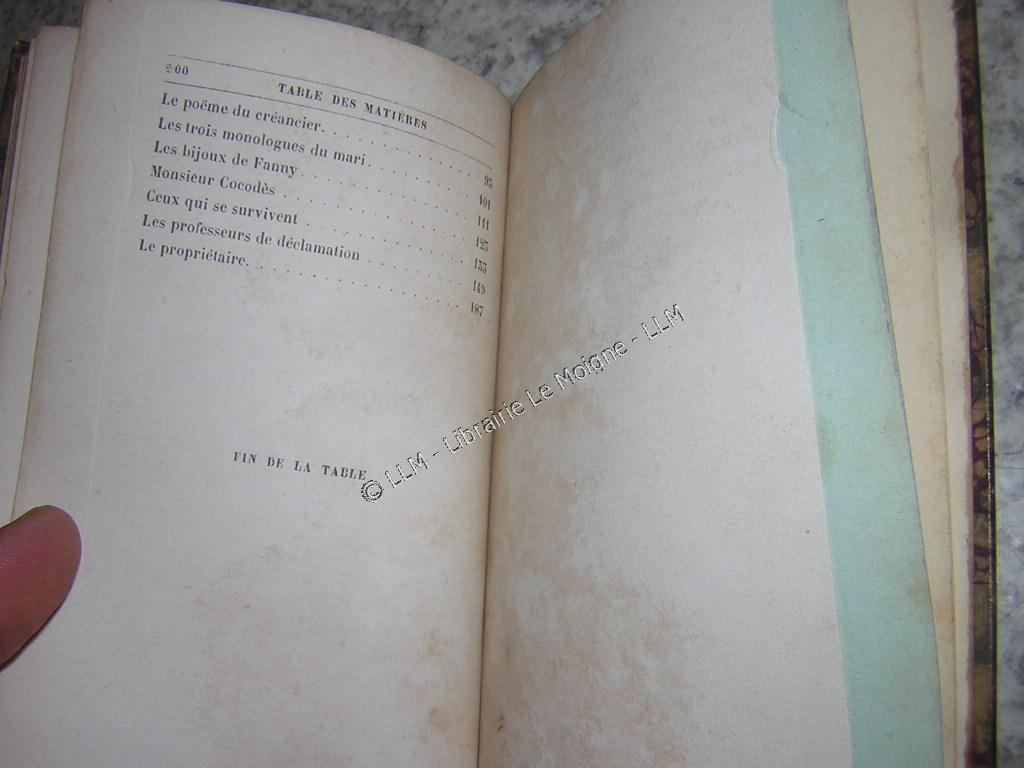 200 TABLE DES MATIÈRES
Le poëme du créancier. . . . . . . . . . 95
Les trois monologues du mari . . . . . . . . 101
Les bijoux de Fanny . . . . . . . . . . 111
Monsieur Cocodès . . . . . . . . . . 125
Ceux qui se survivent . . . . . . . . . . 133
Les professeurs de déclamation . . . . . . . . 149
Le propriétaire. . . . . . . . . . . 187
FIN DE LA TABLE
© LLM - Librairie Le Moigne - LLM